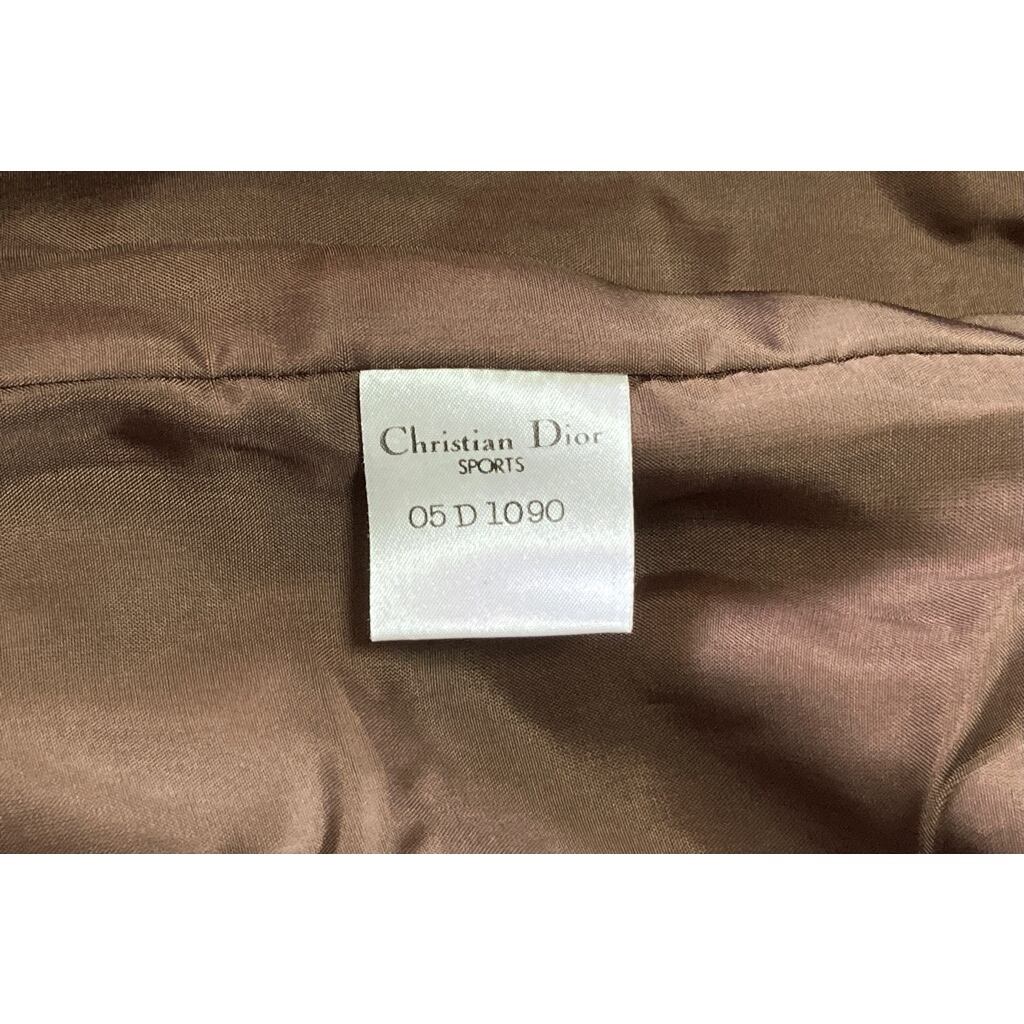 Christian Dior
SPORTS
05 D 1090